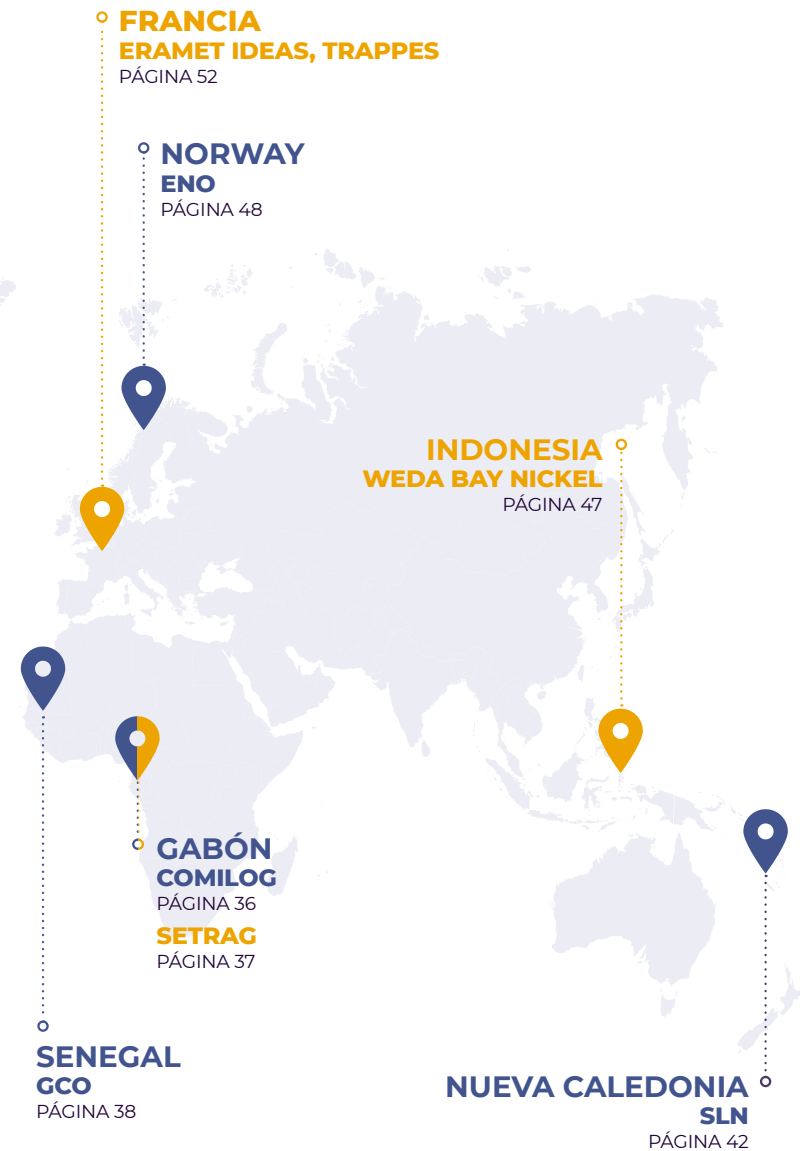 FRANCIA
ERAMET IDEAS, TRAPPES
PÁGINA 52
NORWAY
ENO
PÁGINA 48
INDONESIA
WEDA BAY NICKEL
PÁGINA 47
GABÓN
COMILOG
PÁGINA 36
SETRAG
PÁGINA 37
SENEGAL
GCO
PÁGINA 38
NUEVA CALEDONIA
SLN
PÁGINA 42